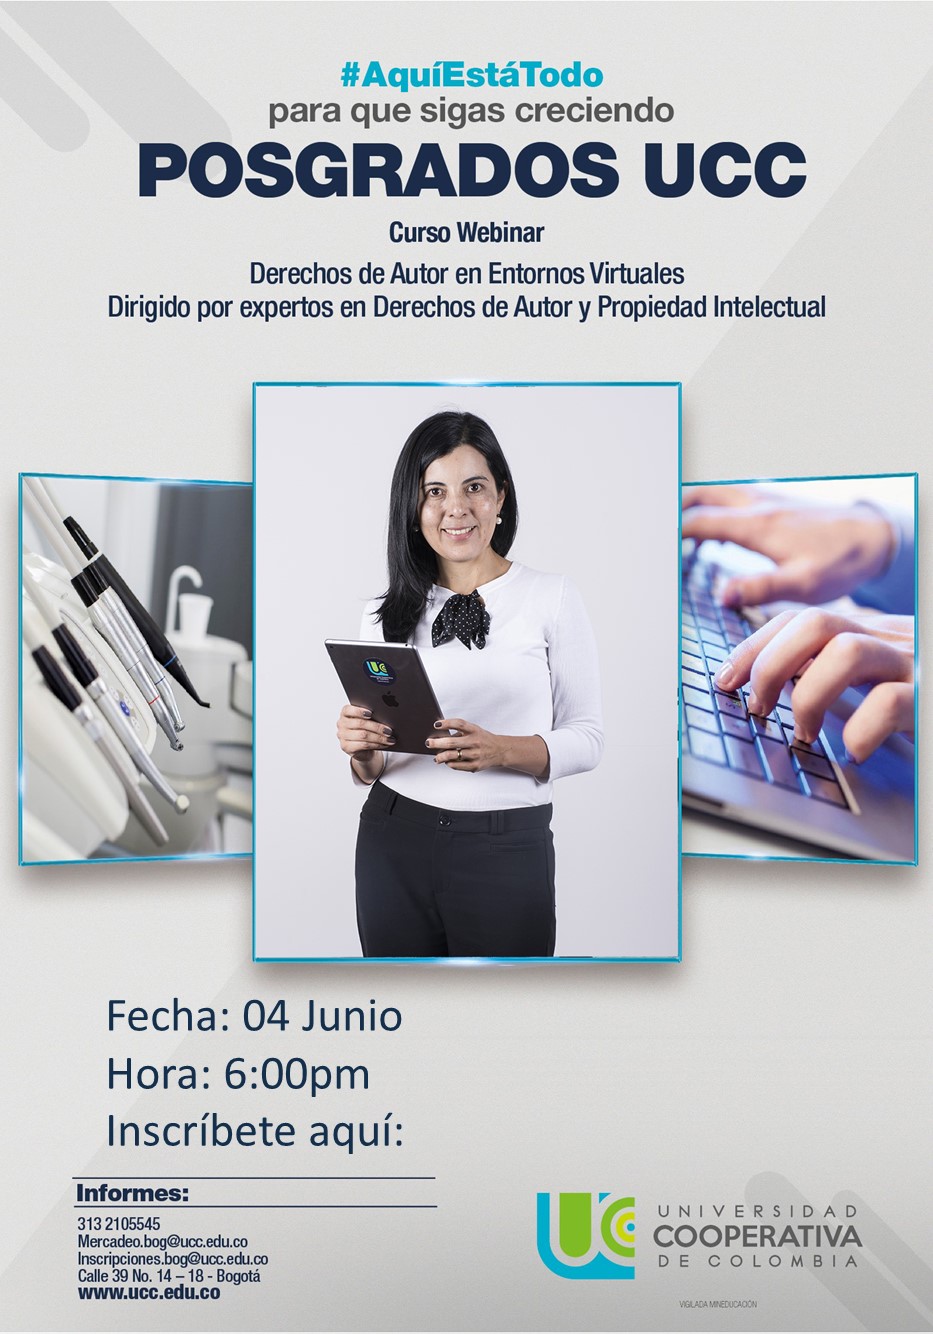 #AquíEstáTodo
para que sigas creciendo
POSGRADOS UCC
Curso Webinar
Derechos de Autor en Entornos Virtuales
Dirigido por expertos en Derechos de Autor y Propiedad Intelectual
UCC
Fecha: 04 Junio
Hora: 6:00pm
Inscríbete aquí:
Informes:
313 2105545
Mercadeo.bog@ucc.edu.co
Inscripciones.bog@ucc.edu.co
Calle 39 No. 14 – 18 - Bogotá
www.ucc.edu.co
UCC
UNIVERSIDAD
COOPERATIVA
DE COLOMBIA
VIGILADA MINEDUCACIÓN